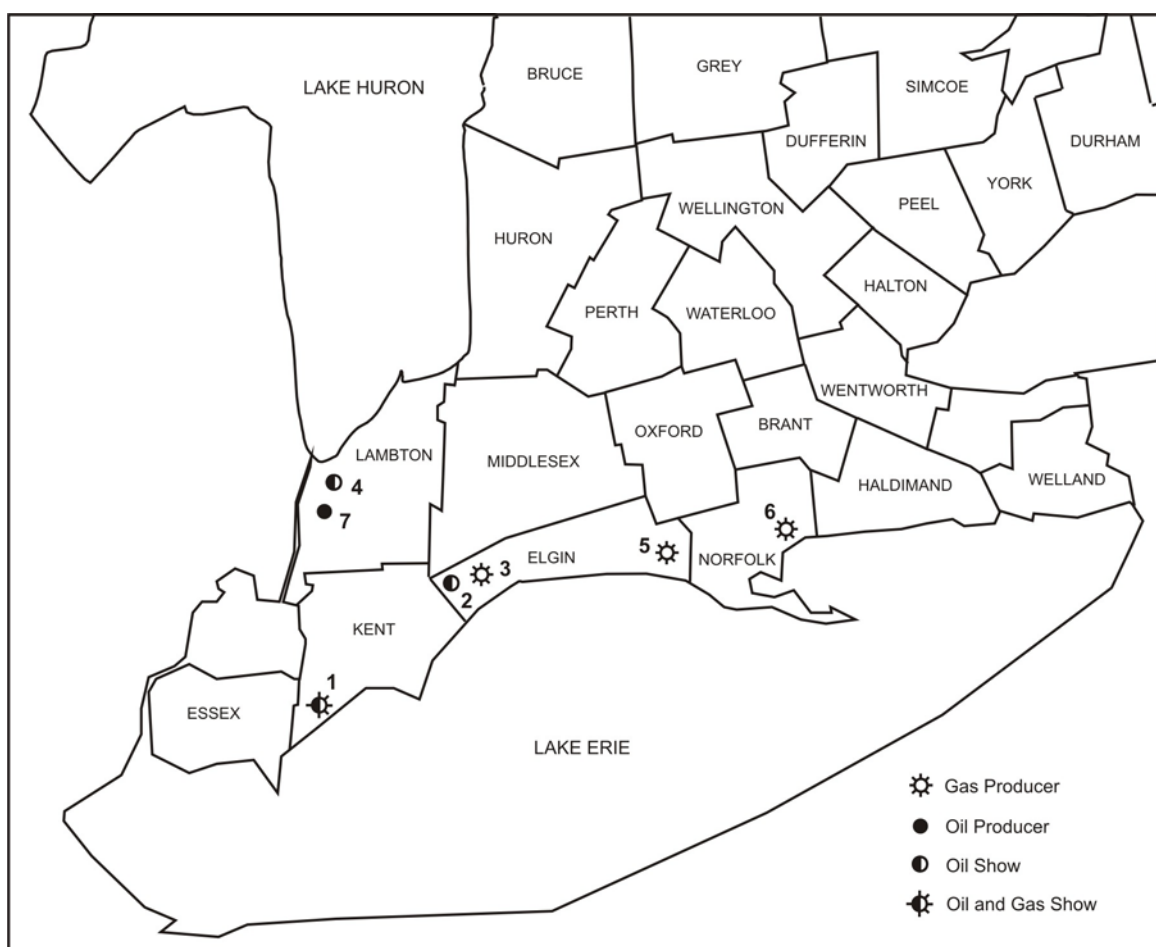 LAKE HURON
BRUCE
GREY
SIMCOE
DUFFERIN
DURHAM
YORK
PEEL
WELLINGTON
HURON
HALTON
PERTH
WATERLOO
WENTWORTH
BRANT
OXFORD
LAMBTON
MIDDLESEX
HALDIMAND
WELLAND
4
7
6
NORFOLK
5
ELGIN
3
2
KENT
1
ESSEX
LAKE ERIE
Gas Producer
Oil Producer
Oil Show
Oil and Gas Show